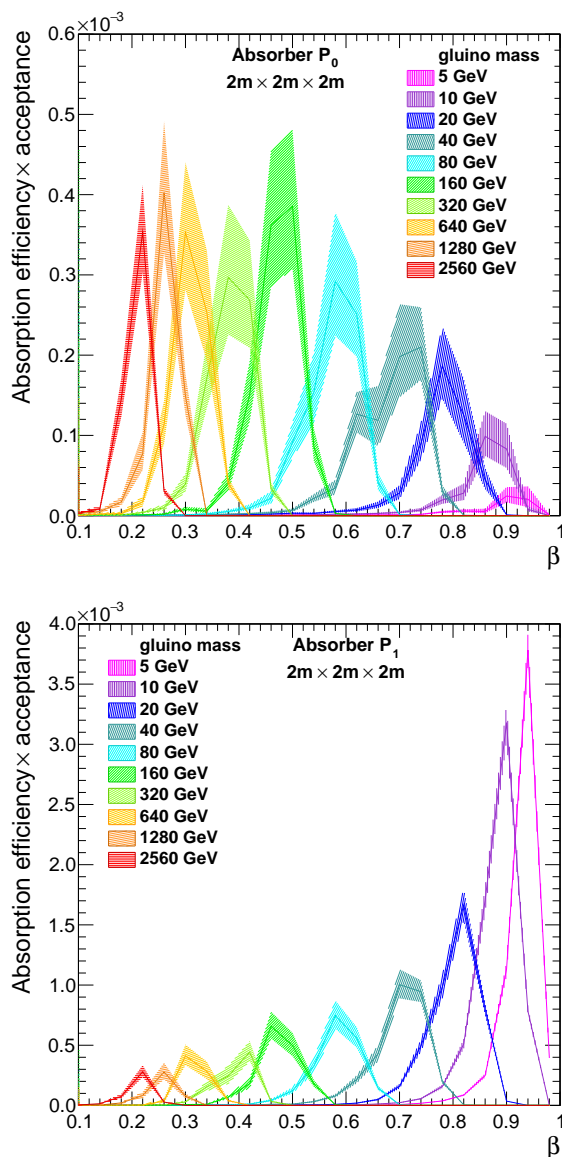 ×10⁻³
0.6
0.5
0.4
0.3
0.2
0.1
0.0
Absorption efficiency× acceptance
Absorber P₀
2m × 2m × 2m
gluino mass
5 GeV
10 GeV
20 GeV
40 GeV
80 GeV
160 GeV
320 GeV
640 GeV
1280 GeV
2560 GeV
0.1 0.2 0.3 0.4 0.5 0.6 0.7 0.8 0.9 1
β
×10⁻³
4.0
3.5
3.0
2.5
2.0
1.5
1.0
0.5
0.0
Absorption efficiency× acceptance
gluino mass
5 GeV
10 GeV
20 GeV
40 GeV
80 GeV
160 GeV
320 GeV
640 GeV
1280 GeV
2560 GeV
Absorber P₁
2m × 2m × 2m
0.1 0.2 0.3 0.4 0.5 0.6 0.7 0.8 0.9 1
β